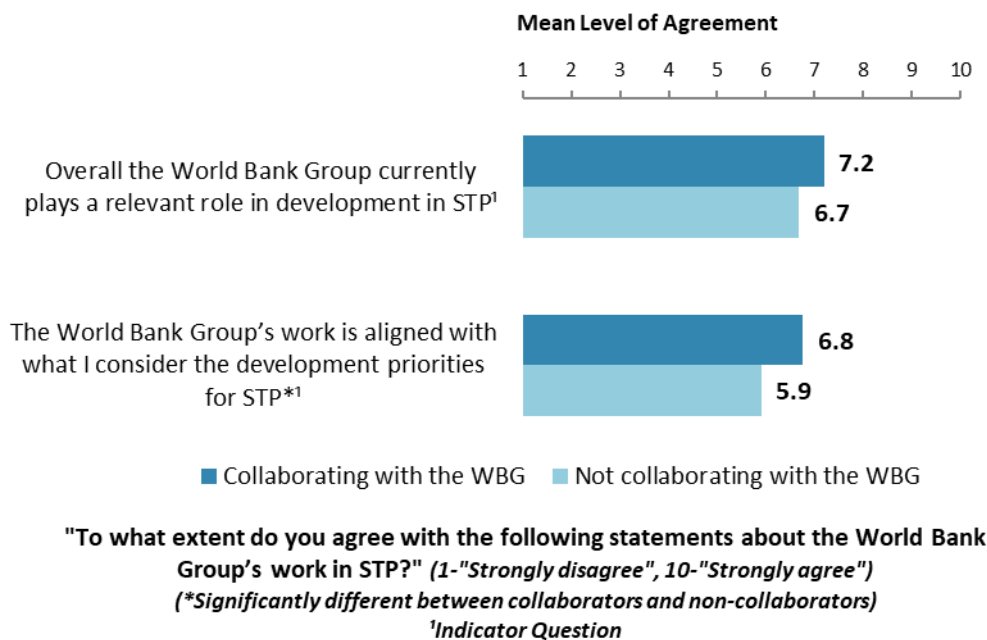 Mean Level of Agreement
1 2 3 4 5 6 7 8 9 10
Overall the World Bank Group currently
plays a relevant role in development in STP¹
7.2
6.7
The World Bank Group’s work is aligned with
what I consider the development priorities
for STP*¹
6.8
5.9
Collaborating with the WBG Not collaborating with the WBG
"To what extent do you agree with the following statements about the World Bank
Group’s work in STP?" (1-"Strongly disagree", 10-"Strongly agree")
(*Significantly different between collaborators and non-collaborators)
¹Indicator Question